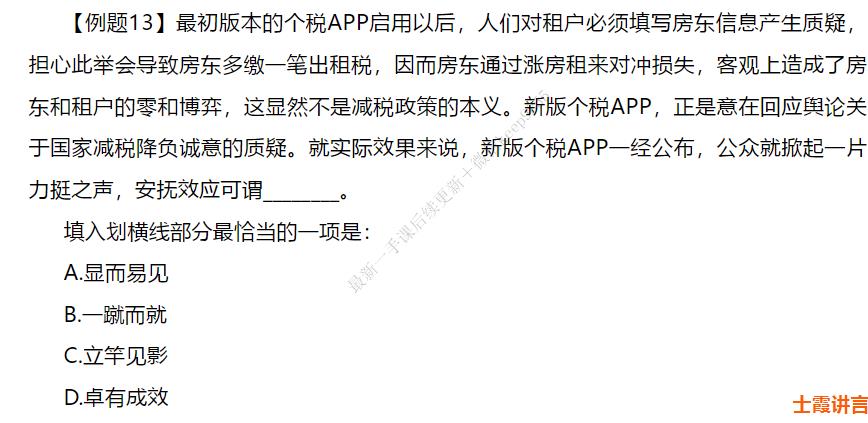 【例题13】最初版本的个税APP启用以后，人们对租户必须填写房东信息产生质疑，
担心此举会导致房东多缴一笔出租税，因而房东通过涨房租来对冲损失，客观上造成了房
东和租户的零和博弈，这显然不是减税政策的本义。新版个税APP，正是意在回应舆论关
于国家减税降负诚意的质疑。就实际效果来说，新版个税APP一经公布，公众就掀起一片
力挺之声，安抚效应可谓________。
填入划横线部分最恰当的一项是：
A.显而易见
B.一蹴而就
C.立竿见影
D.卓有成效
最新一手课后续更新+微
士霞讲言